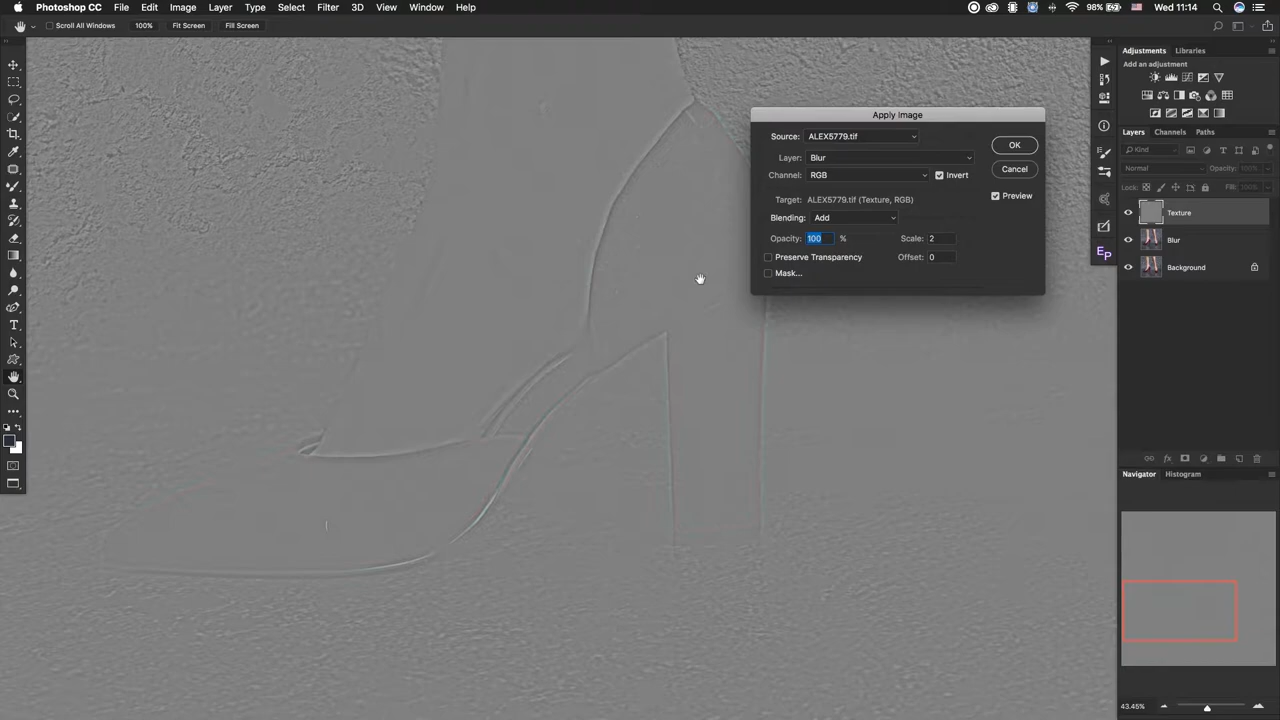 Photoshop CC File Edit Image Layer Type Select Filter 3D View Window Help 98% Wed 11:14
Scroll All Windows 100% Fit Screen Fill Screen
Adjustments Libraries
Add an adjustment
Layers Channels Paths
Kind
Normal Opacity:
Lock: Fill:
Texture
Blur
Background
Ep
Apply Image
Source: ALEX5779.tif
Layer: Blur
Channel: RGB Invert
Target: ALEX5779.tif (Texture, RGB)
Blending: Add
Opacity: 100 % Scale: 2
Preserve Transparency Offset: 0
Mask...
OK
Cancel
Preview
Navigator Histogram
43.45%